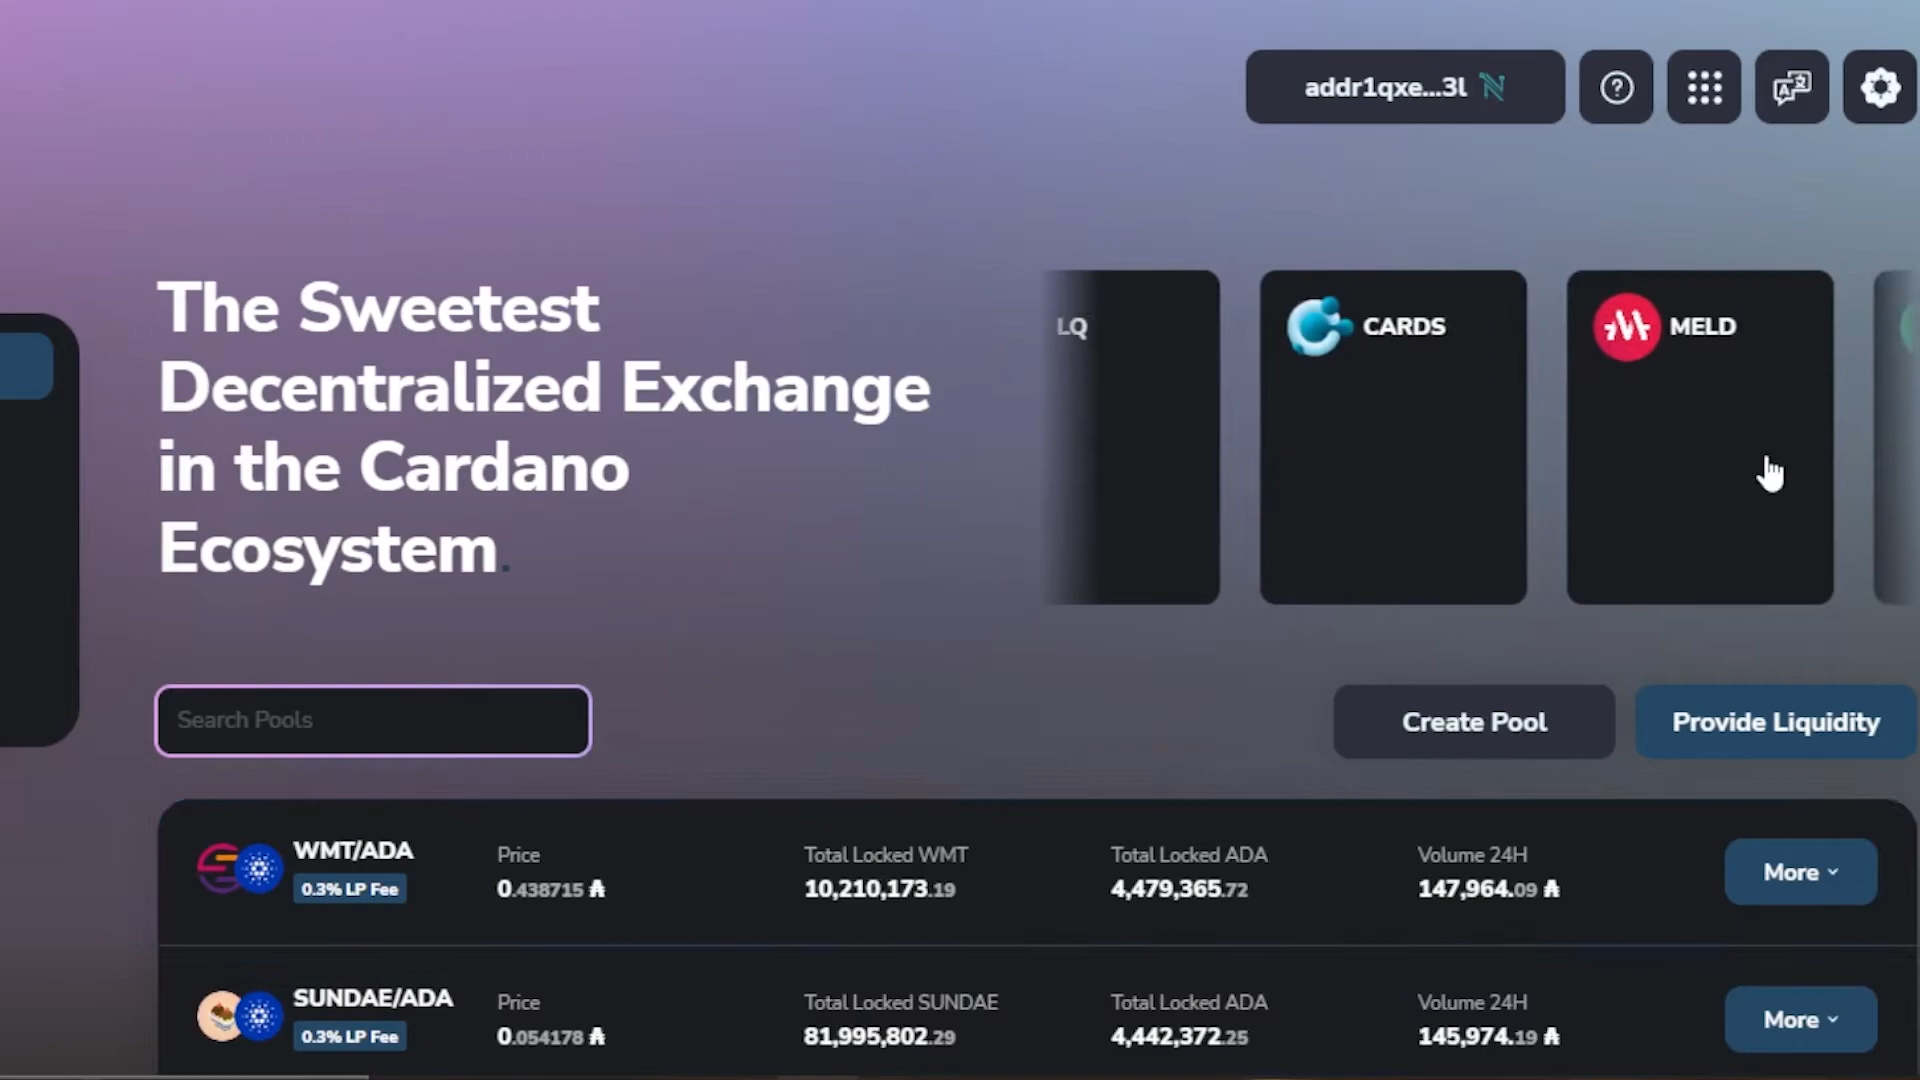 addr1qxe...3l
The Sweetest
Decentralized Exchange
in the Cardano
Ecosystem.
LQ
CARDS
MELD
Search Pools
Create Pool
Provide Liquidity
WMT/ADA
0.3% LP Fee
Price
0.438715 ₳
Total Locked WMT
10,210,173.19
Total Locked ADA
4,479,365.72
Volume 24H
147,964.09 ₳
More
SUNDAE/ADA
0.3% LP Fee
Price
0.054178 ₳
Total Locked SUNDAE
81,995,802.29
Total Locked ADA
4,442,372.25
Volume 24H
145,974.19 ₳
More